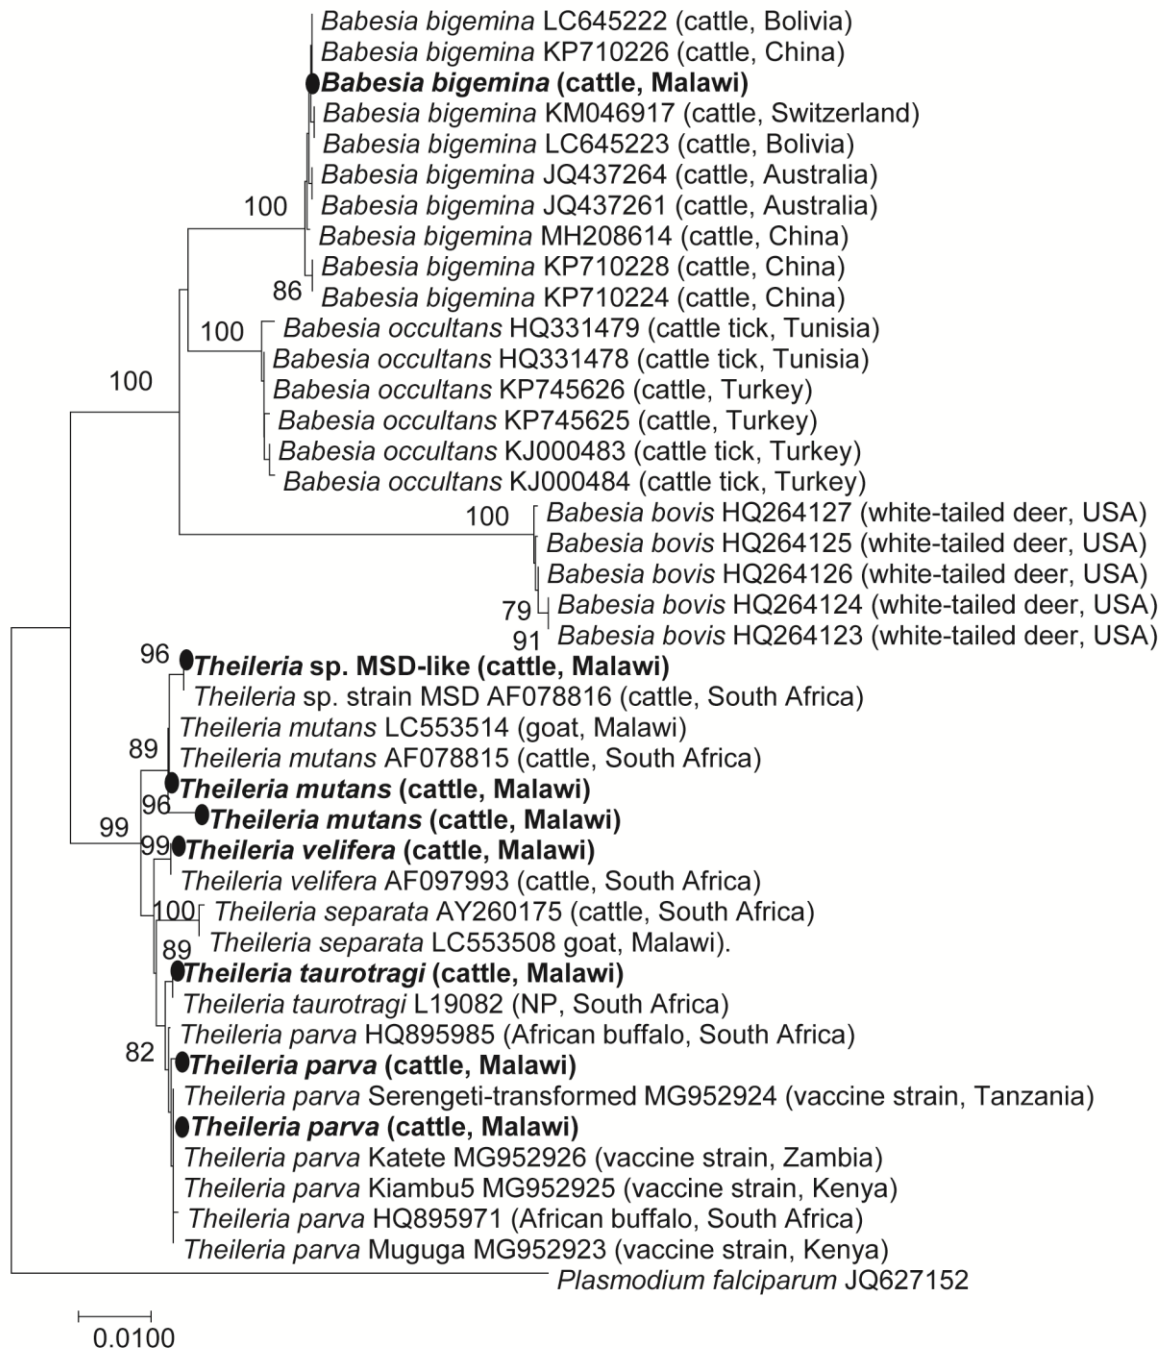 Babesia bigemina LC645222 (cattle, Bolivia)
Babesia bigemina KP710226 (cattle, China)
Babesia bigemina (cattle, Malawi)
Babesia bigemina KM046917 (cattle, Switzerland)
Babesia bigemina LC645223 (cattle, Bolivia)
Babesia bigemina JQ437264 (cattle, Australia)
100
Babesia bigemina JQ437261 (cattle, Australia)
Babesia bigemina MH208614 (cattle, China)
Babesia bigemina KP710228 (cattle, China)
86
Babesia bigemina KP710224 (cattle, China)
100
Babesia occultans HQ331479 (cattle tick, Tunisia)
Babesia occultans HQ331478 (cattle tick, Tunisia)
100
Babesia occultans KP745626 (cattle, Turkey)
Babesia occultans KP745625 (cattle, Turkey)
Babesia occultans KJ000483 (cattle tick, Turkey)
Babesia occultans KJ000484 (cattle tick, Turkey)
100
Babesia bovis HQ264127 (white-tailed deer, USA)
Babesia bovis HQ264125 (white-tailed deer, USA)
Babesia bovis HQ264126 (white-tailed deer, USA)
79
Babesia bovis HQ264124 (white-tailed deer, USA)
91
Babesia bovis HQ264123 (white-tailed deer, USA)
96
Theileria sp. MSD-like (cattle, Malawi)
Theileria sp. strain MSD AF078816 (cattle, South Africa)
Theileria mutans LC553514 (goat, Malawi)
89
Theileria mutans AF078815 (cattle, South Africa)
Theileria mutans (cattle, Malawi)
96
Theileria mutans (cattle, Malawi)
99
99
Theileria velifera (cattle, Malawi)
Theileria velifera AF097993 (cattle, South Africa)
100
Theileria separata AY260175 (cattle, South Africa)
Theileria separata LC553508 goat, Malawi).
89
Theileria taurotragi (cattle, Malawi)
Theileria taurotragi L19082 (NP, South Africa)
Theileria parva HQ895985 (African buffalo, South Africa)
82
Theileria parva (cattle, Malawi)
Theileria parva Serengeti-transformed MG952924 (vaccine strain, Tanzania)
Theileria parva (cattle, Malawi)
Theileria parva Katete MG952926 (vaccine strain, Zambia)
Theileria parva Kiambu5 MG952925 (vaccine strain, Kenya)
Theileria parva HQ895971 (African buffalo, South Africa)
Theileria parva Muguga MG952923 (vaccine strain, Kenya)
Plasmodium falciparum JQ627152
0.0100